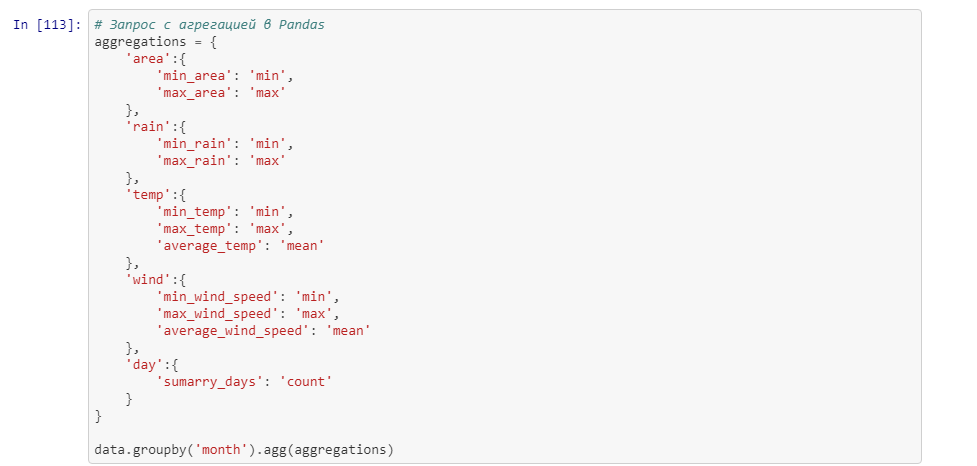 In [113]: # Запрос с агрегацией в Pandas
aggregations = {
    'area':{
        'min_area': 'min',
        'max_area': 'max'
    },
    'rain':{
        'min_rain': 'min',
        'max_rain': 'max'
    },
    'temp':{
        'min_temp': 'min',
        'max_temp': 'max',
        'average_temp': 'mean'
    },
    'wind':{
        'min_wind_speed': 'min',
        'max_wind_speed': 'max',
        'average_wind_speed': 'mean'
    },
    'day':{
        'sumarry_days': 'count'
    }
}

data.groupby('month').agg(aggregations)